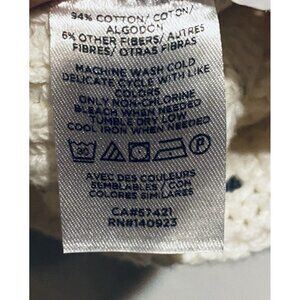 94% COTTON/ COTON/
ALGODON
6% OTHER FIBERS/ AUTRES
FIBRES/ OTRAS FIBRAS
MACHINE WASH COLD
DELICATE CYCLE WITH LIKE
COLORS
ONLY NON-CHLORINE
BLEACH WHEN NEEDED
TUMBLE DRY LOW
COOL IRON WHEN NEEDED
AVEC DES COULEURS
SEMBLABLES / CON
COLORES SIMILARES
CA#57421
RN#140923